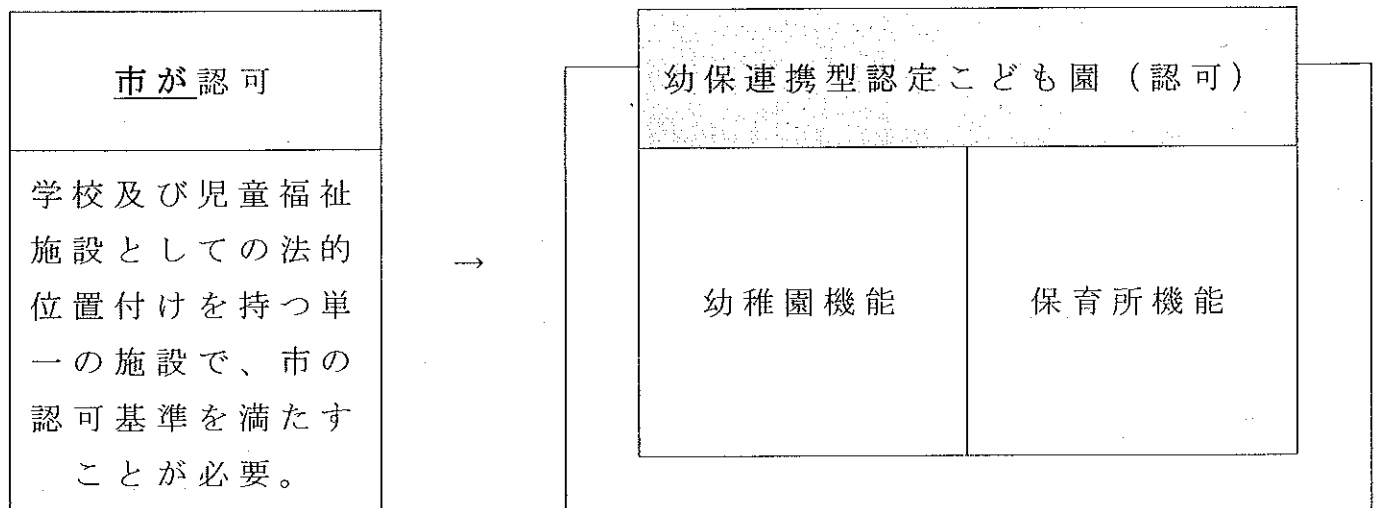 市が認可
学校及び児童福祉
施設としての法的
位置付けを持つ単
一の施設で、市の
認可基準を満たす
ことが必要。
→
幼保連携型認定こども園（認可）
幼稚園機能
保育所機能